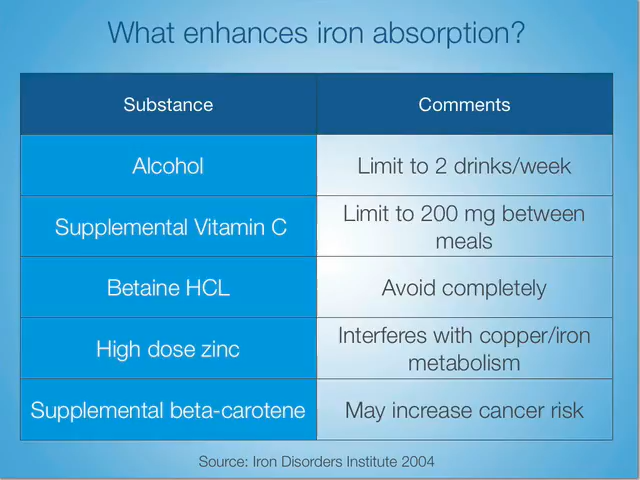 What enhances iron absorption?
Substance
Comments
Alcohol
Limit to 2 drinks/week
Supplemental Vitamin C
Limit to 200 mg between
meals
Betaine HCL
Avoid completely
High dose zinc
Interferes with copper/iron
metabolism
Supplemental beta-carotene
May increase cancer risk
Source: Iron Disorders Institute 2004